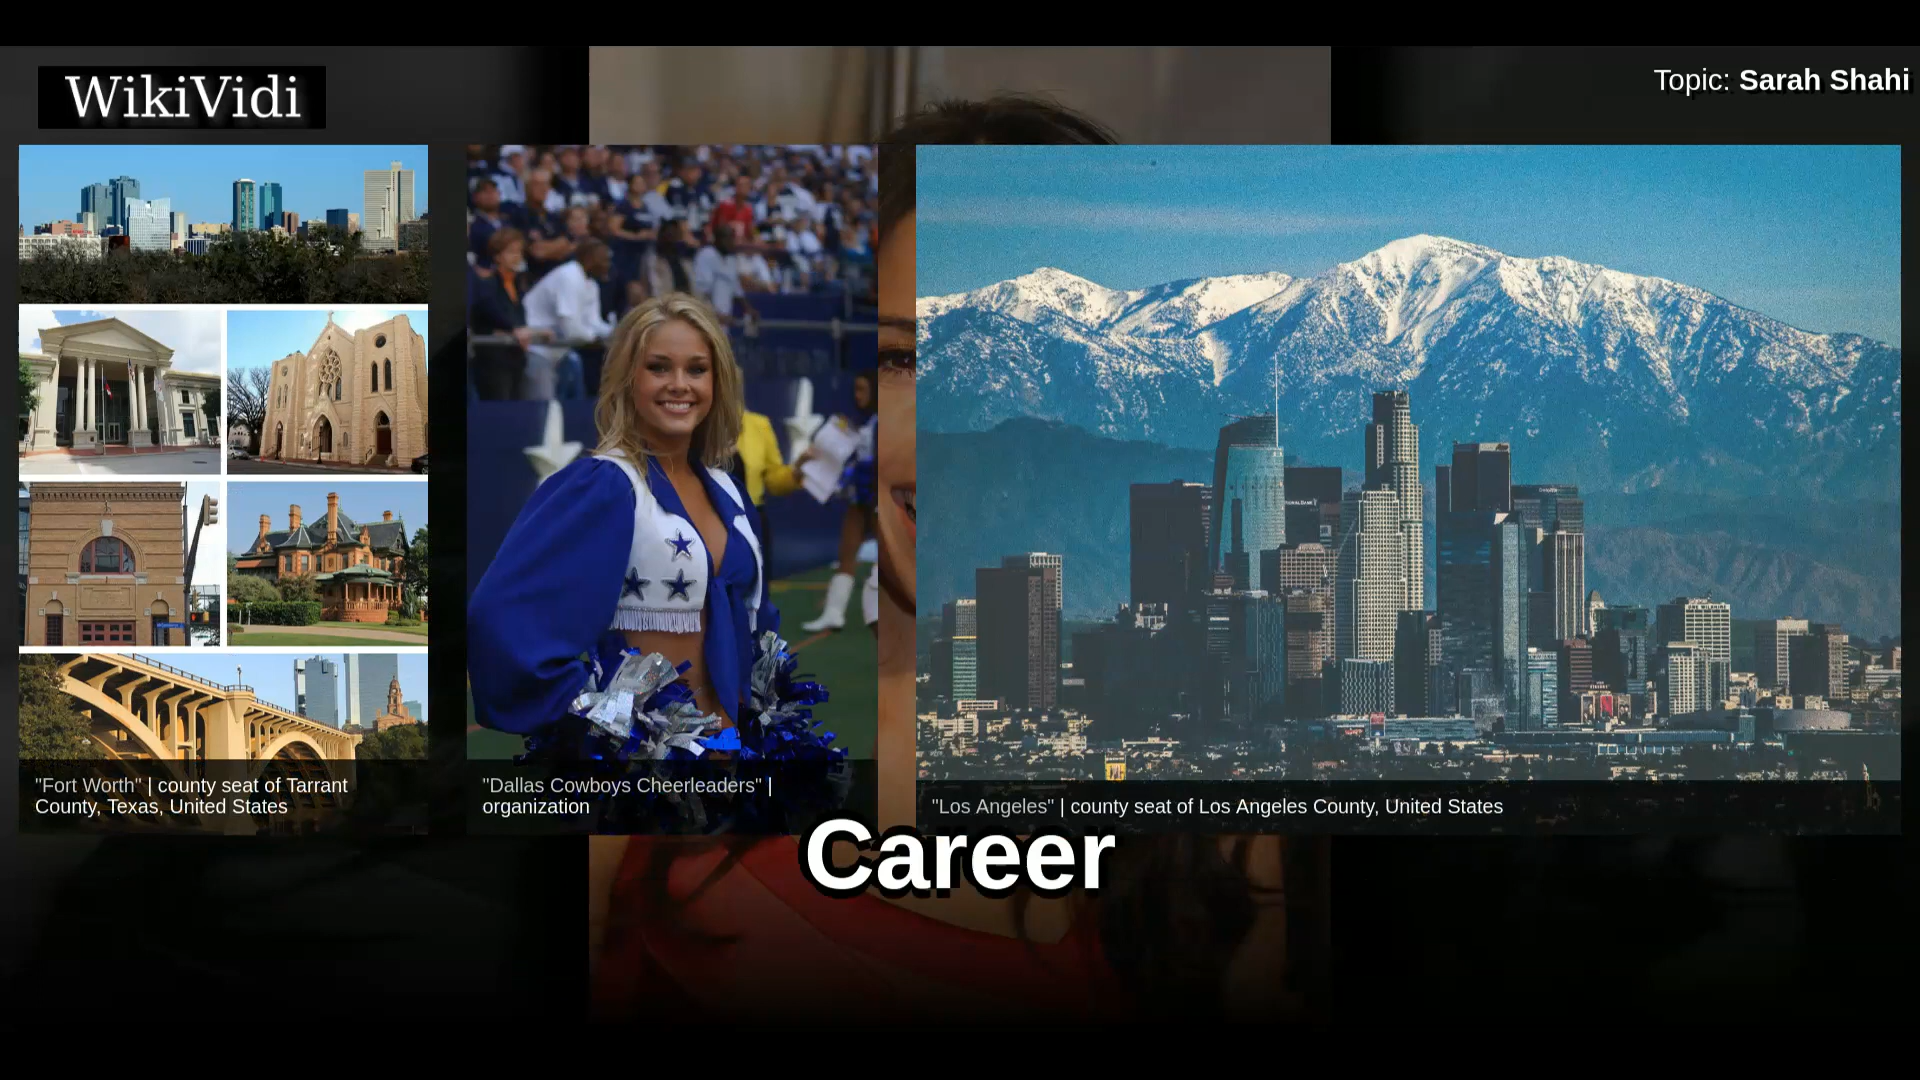 WikiVidi
Topic: Sarah Shahi
"Fort Worth" | county seat of Tarrant
County, Texas, United States
"Dallas Cowboys Cheerleaders" |
organization
"Los Angeles" | county seat of Los Angeles County, United States
Career